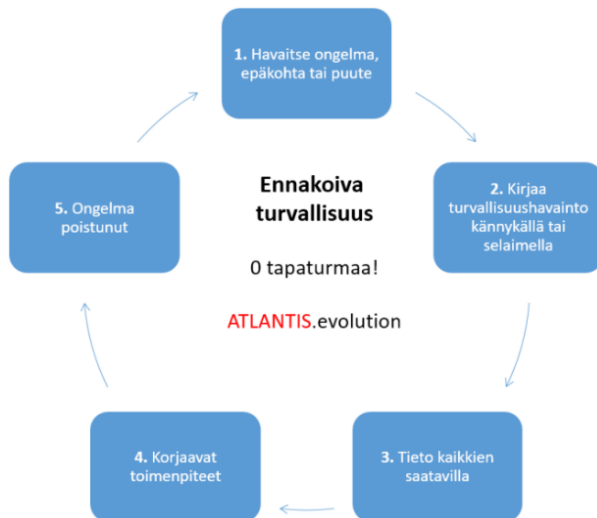 1. Havaitse ongelma,
epäkohta tai puute
2. Kirjaa
turvallisuushavainto
kännykällä tai
selaimella
3. Tieto kaikkien
saatavilla
4. Korjaavat
toimenpiteet
5. Ongelma
poistunut
Ennakoiva
turvallisuus
0 tapaturmaa!
ATLANTIS.evolution